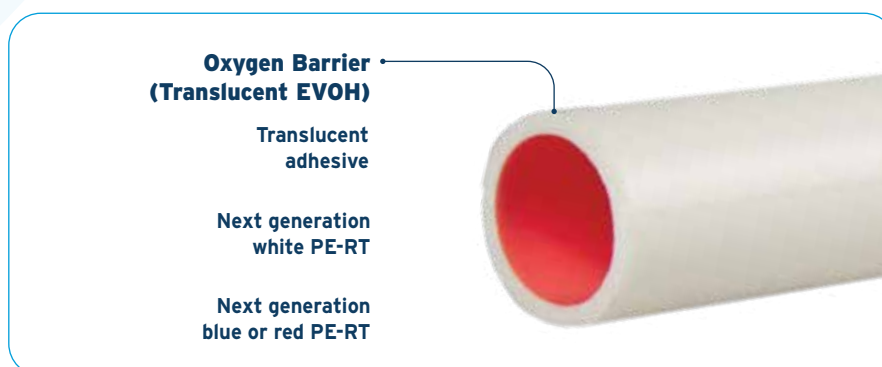 Oxygen Barrier
(Translucent EVOH)
Translucent
adhesive
Next generation
white PE-RT
Next generation
blue or red PE-RT